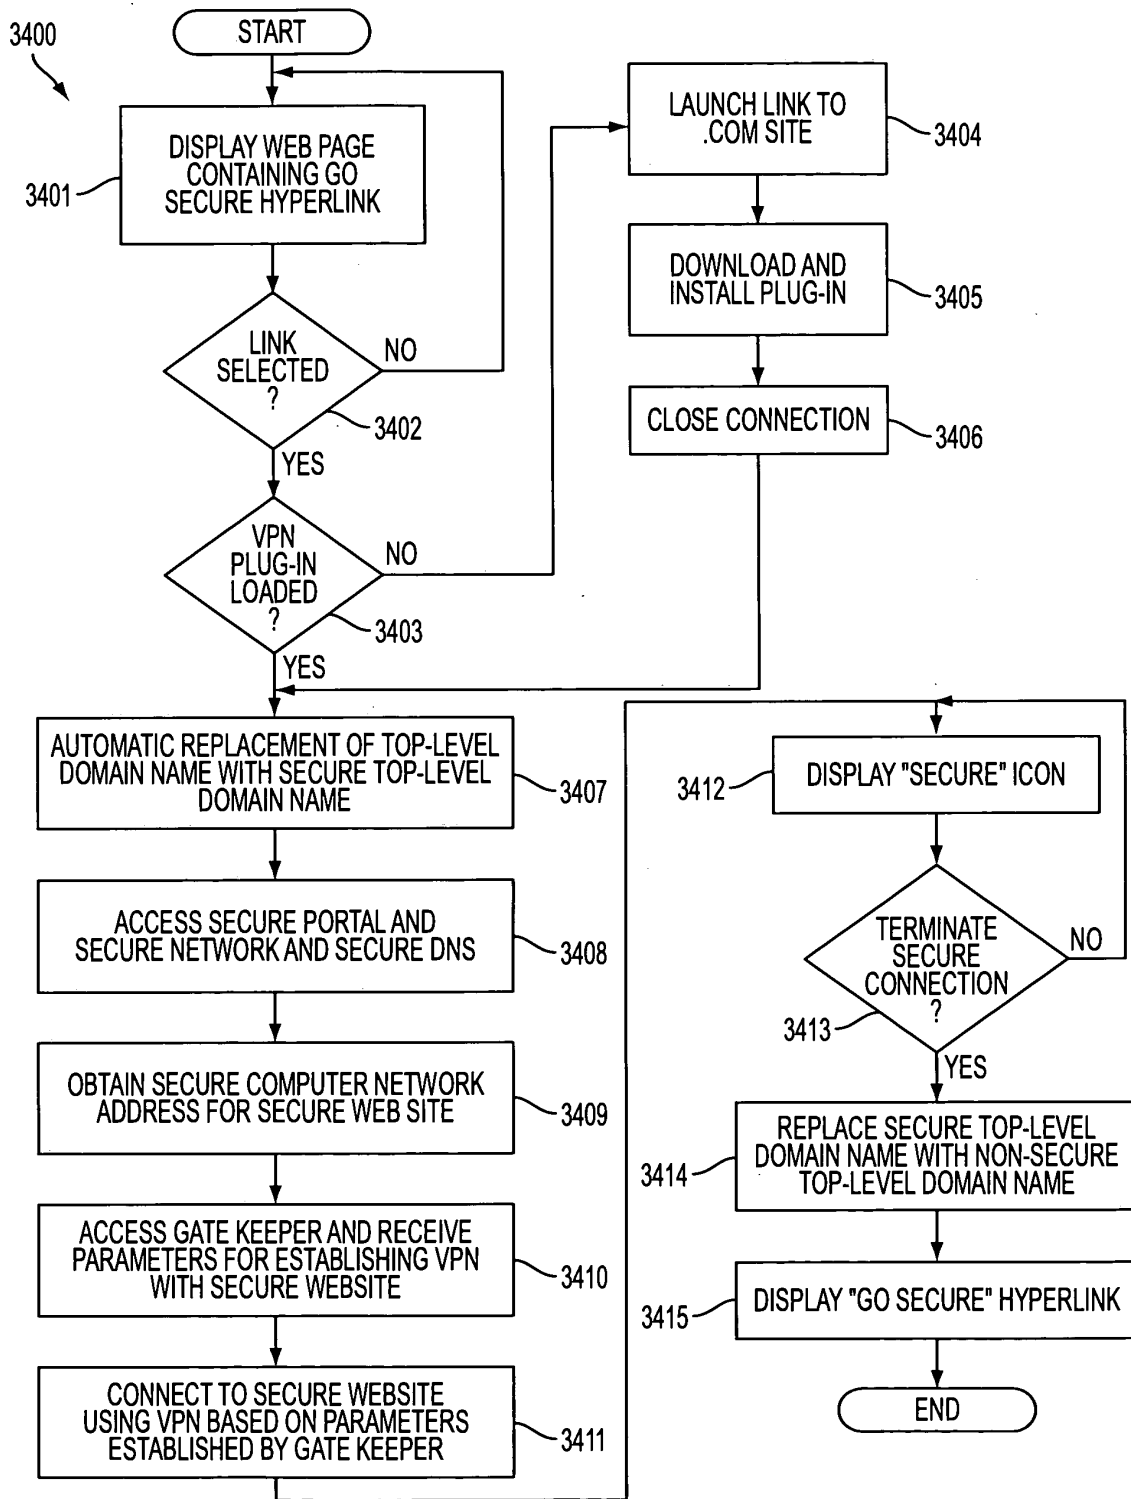 3400
START
DISPLAY WEB PAGE
CONTAINING GO
SECURE HYPERLINK
3401
LINK
SELECTED
?
NO
3402
YES
VPN
PLUG-IN
LOADED
?
NO
3403
YES
LAUNCH LINK TO
.COM SITE
3404
DOWNLOAD AND
INSTALL PLUG-IN
3405
CLOSE CONNECTION
3406
AUTOMATIC REPLACEMENT OF TOP-LEVEL
DOMAIN NAME WITH SECURE TOP-LEVEL
DOMAIN NAME
3407
ACCESS SECURE PORTAL AND
SECURE NETWORK AND SECURE DNS
3408
OBTAIN SECURE COMPUTER NETWORK
ADDRESS FOR SECURE WEB SITE
3409
ACCESS GATE KEEPER AND RECEIVE
PARAMETERS FOR ESTABLISHING VPN
WITH SECURE WEBSITE
3410
CONNECT TO SECURE WEBSITE
USING VPN BASED ON PARAMETERS
ESTABLISHED BY GATE KEEPER
3411
3412
DISPLAY "SECURE" ICON
TERMINATE
SECURE
CONNECTION
?
NO
3413
YES
REPLACE SECURE TOP-LEVEL
DOMAIN NAME WITH NON-SECURE
TOP-LEVEL DOMAIN NAME
3414
DISPLAY "GO SECURE" HYPERLINK
3415
END